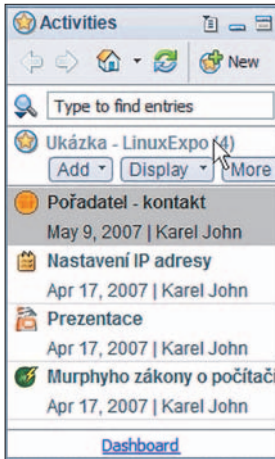 Activities
New
Type to find entries
Ukázka - LinuxExpo (4)
Add Display More
Pořadatel - kontakt
May 9, 2007 | Karel John
Nastavení IP adresy
Apr 17, 2007 | Karel John
Prezentace
Apr 17, 2007 | Karel John
Murphyho zákony o počítači
Apr 17, 2007 | Karel John
Dashboard